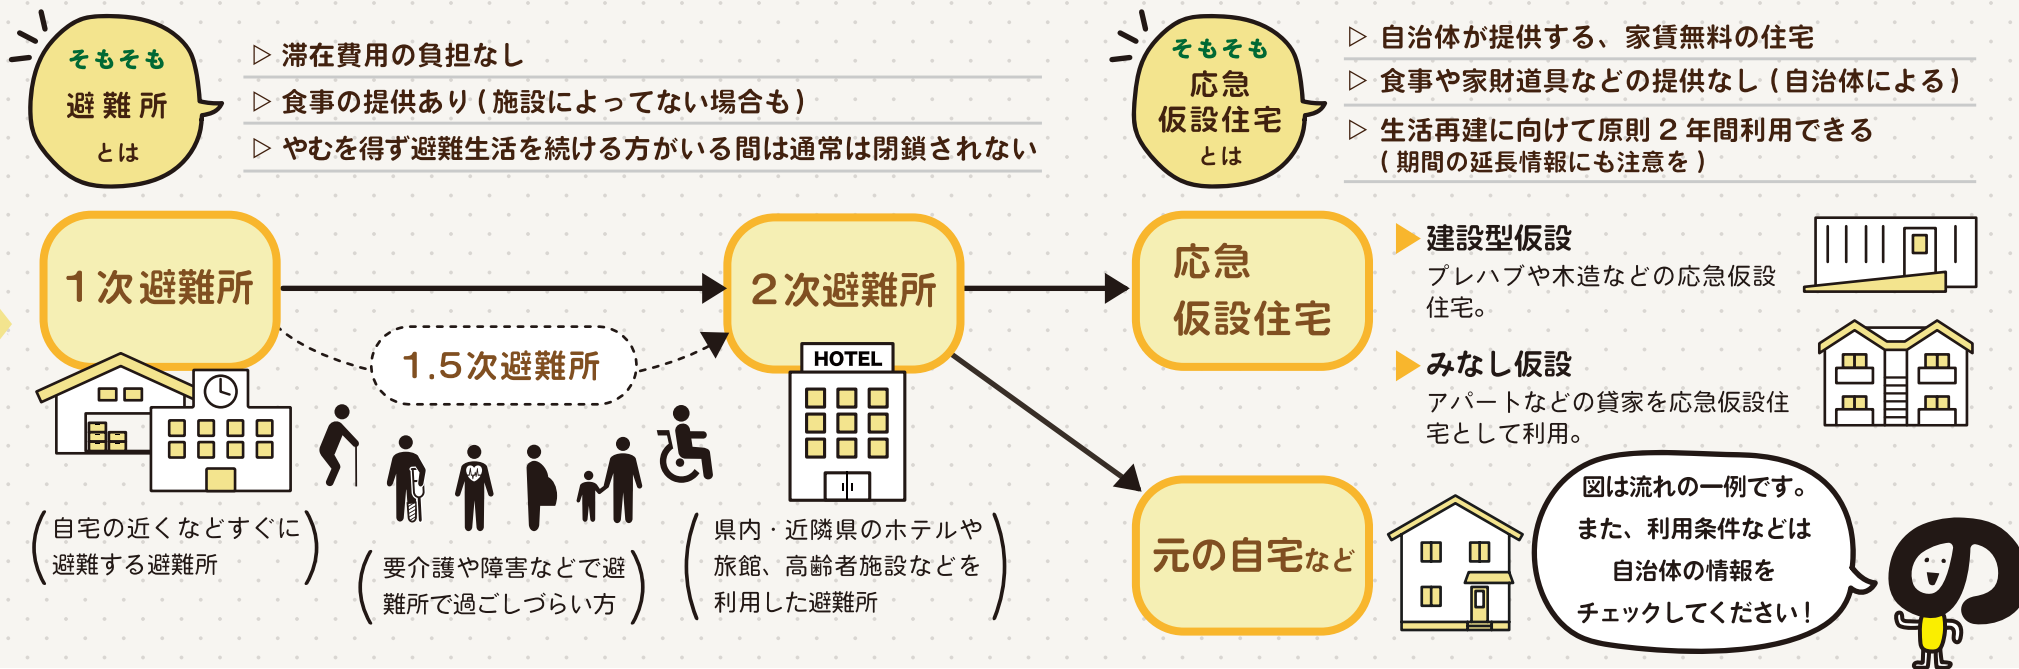 そもそも
避難所
とは
▷ 滞在費用の負担なし
▷ 食事の提供あり(施設によってない場合も)
▷ やむを得ず避難生活を続ける方がいる間は通常は閉鎖されない
そもそも
応急
仮設住宅
とは
▷ 自治体が提供する、家賃無料の住宅
▷ 食事や家財道具などの提供なし(自治体による)
▷ 生活再建に向けて原則2年間利用できる
(期間の延長情報にも注意を)
1次避難所
1.5次避難所
2次避難所
HOTEL
応急
仮設住宅
元の自宅など
建設型仮設
プレハブや木造などの応急仮設
住宅。
みなし仮設
アパートなどの貸家を応急仮設住
宅として利用。
自宅の近くなどすぐに
避難する避難所
要介護や障害などで避
難所で過ごしづらい方
県内・近隣県のホテルや
旅館、高齢者施設などを
利用した避難所
図は流れの一例です。
また、利用条件などは
自治体の情報を
チェックしてください!
の